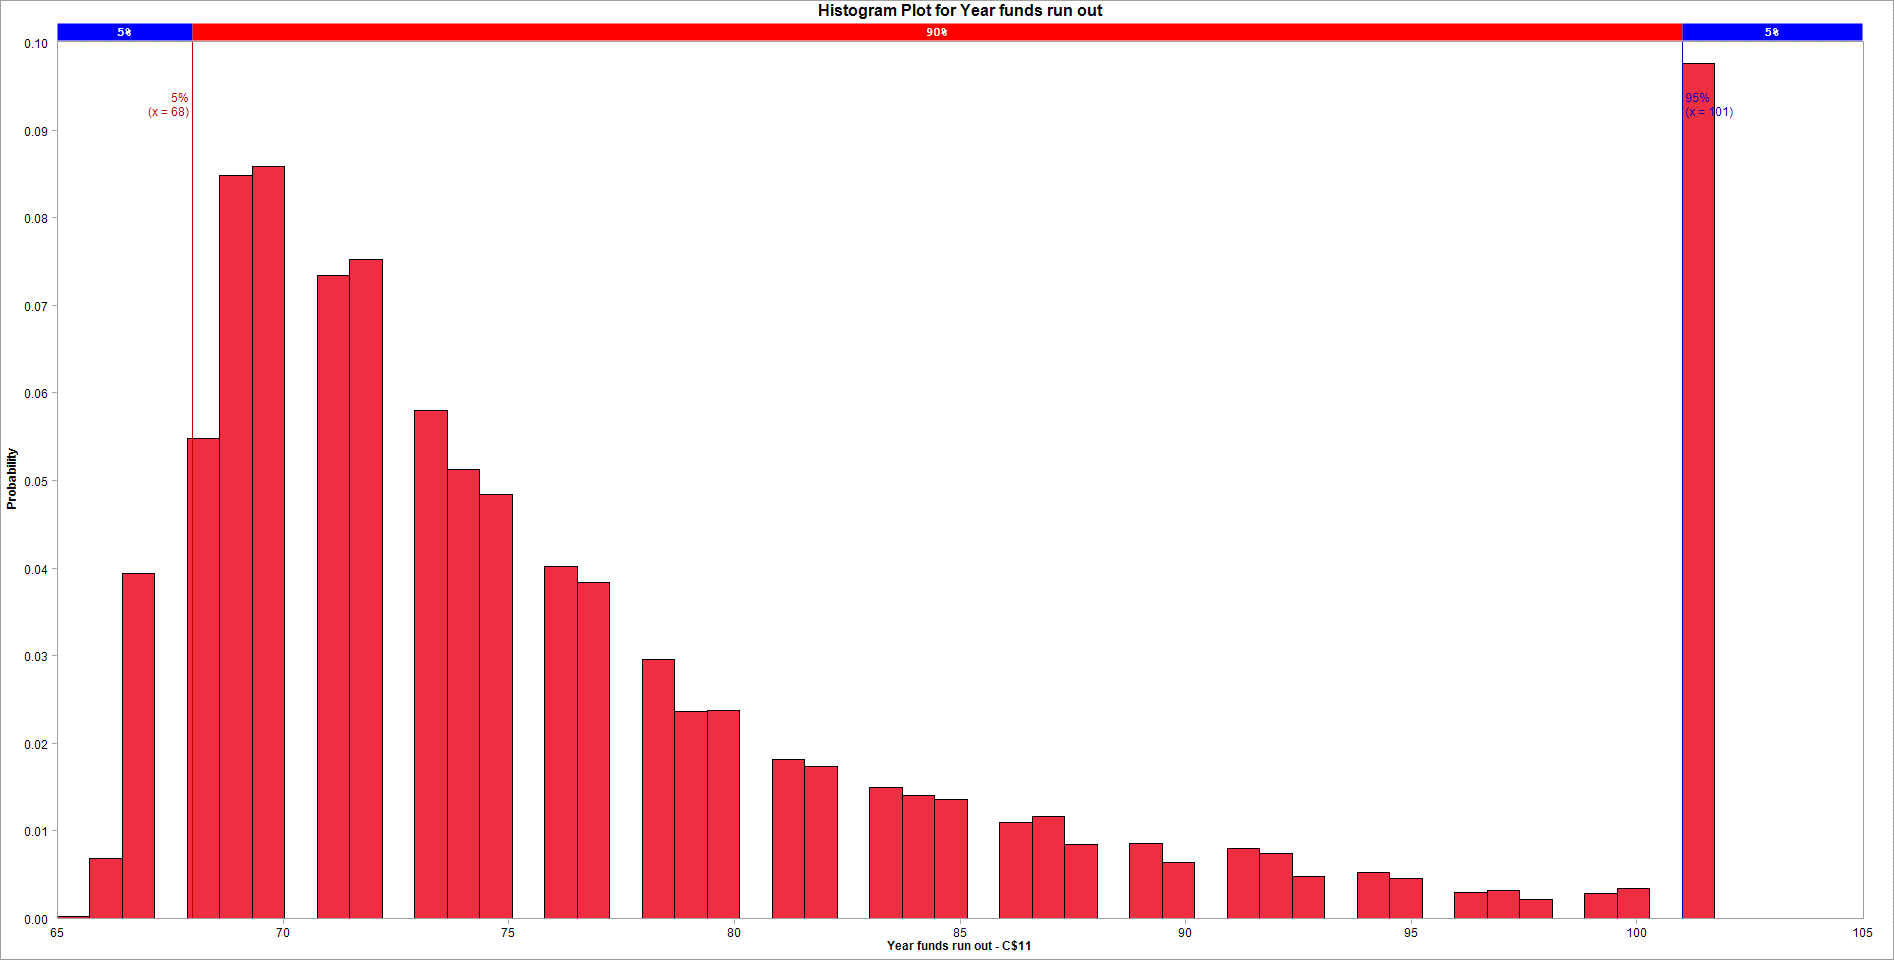 Histogram Plot for Year funds run out
5% 90% 5%
0.10
5%
(x = 68)
95%
(x = 101)
0.09
0.08
0.07
0.06
0.05
0.04
0.03
0.02
0.01
0.00
Probability
65 70 75 80 85 90 95 100 105
Year funds run out - C$11